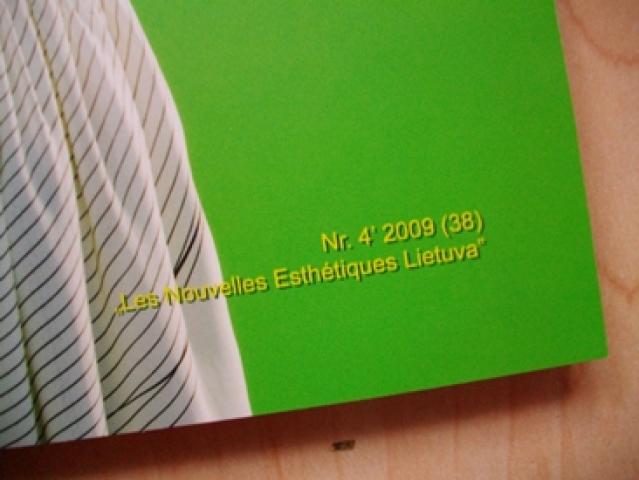 Nr. 4' 2009 (38)
„Les Nouvelles Esthétiques Lietuva”